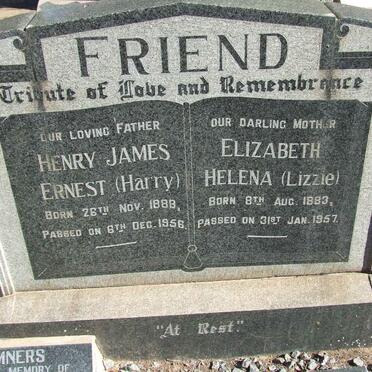 FRIEND
Tribute of Love and Remembrance
OUR LOVING FATHER
HENRY JAMES
ERNEST (Harry)
BORN 26TH NOV. 1889,
PASSED ON 6TH DEC. 1956.
OUR DARLING MOTHER
ELIZABETH
HELENA (Lizzie)
BORN 8TH AUG. 1883,
PASSED ON 31ST JAN. 1957.
"At Rest"
MNERS
MEMORY OF